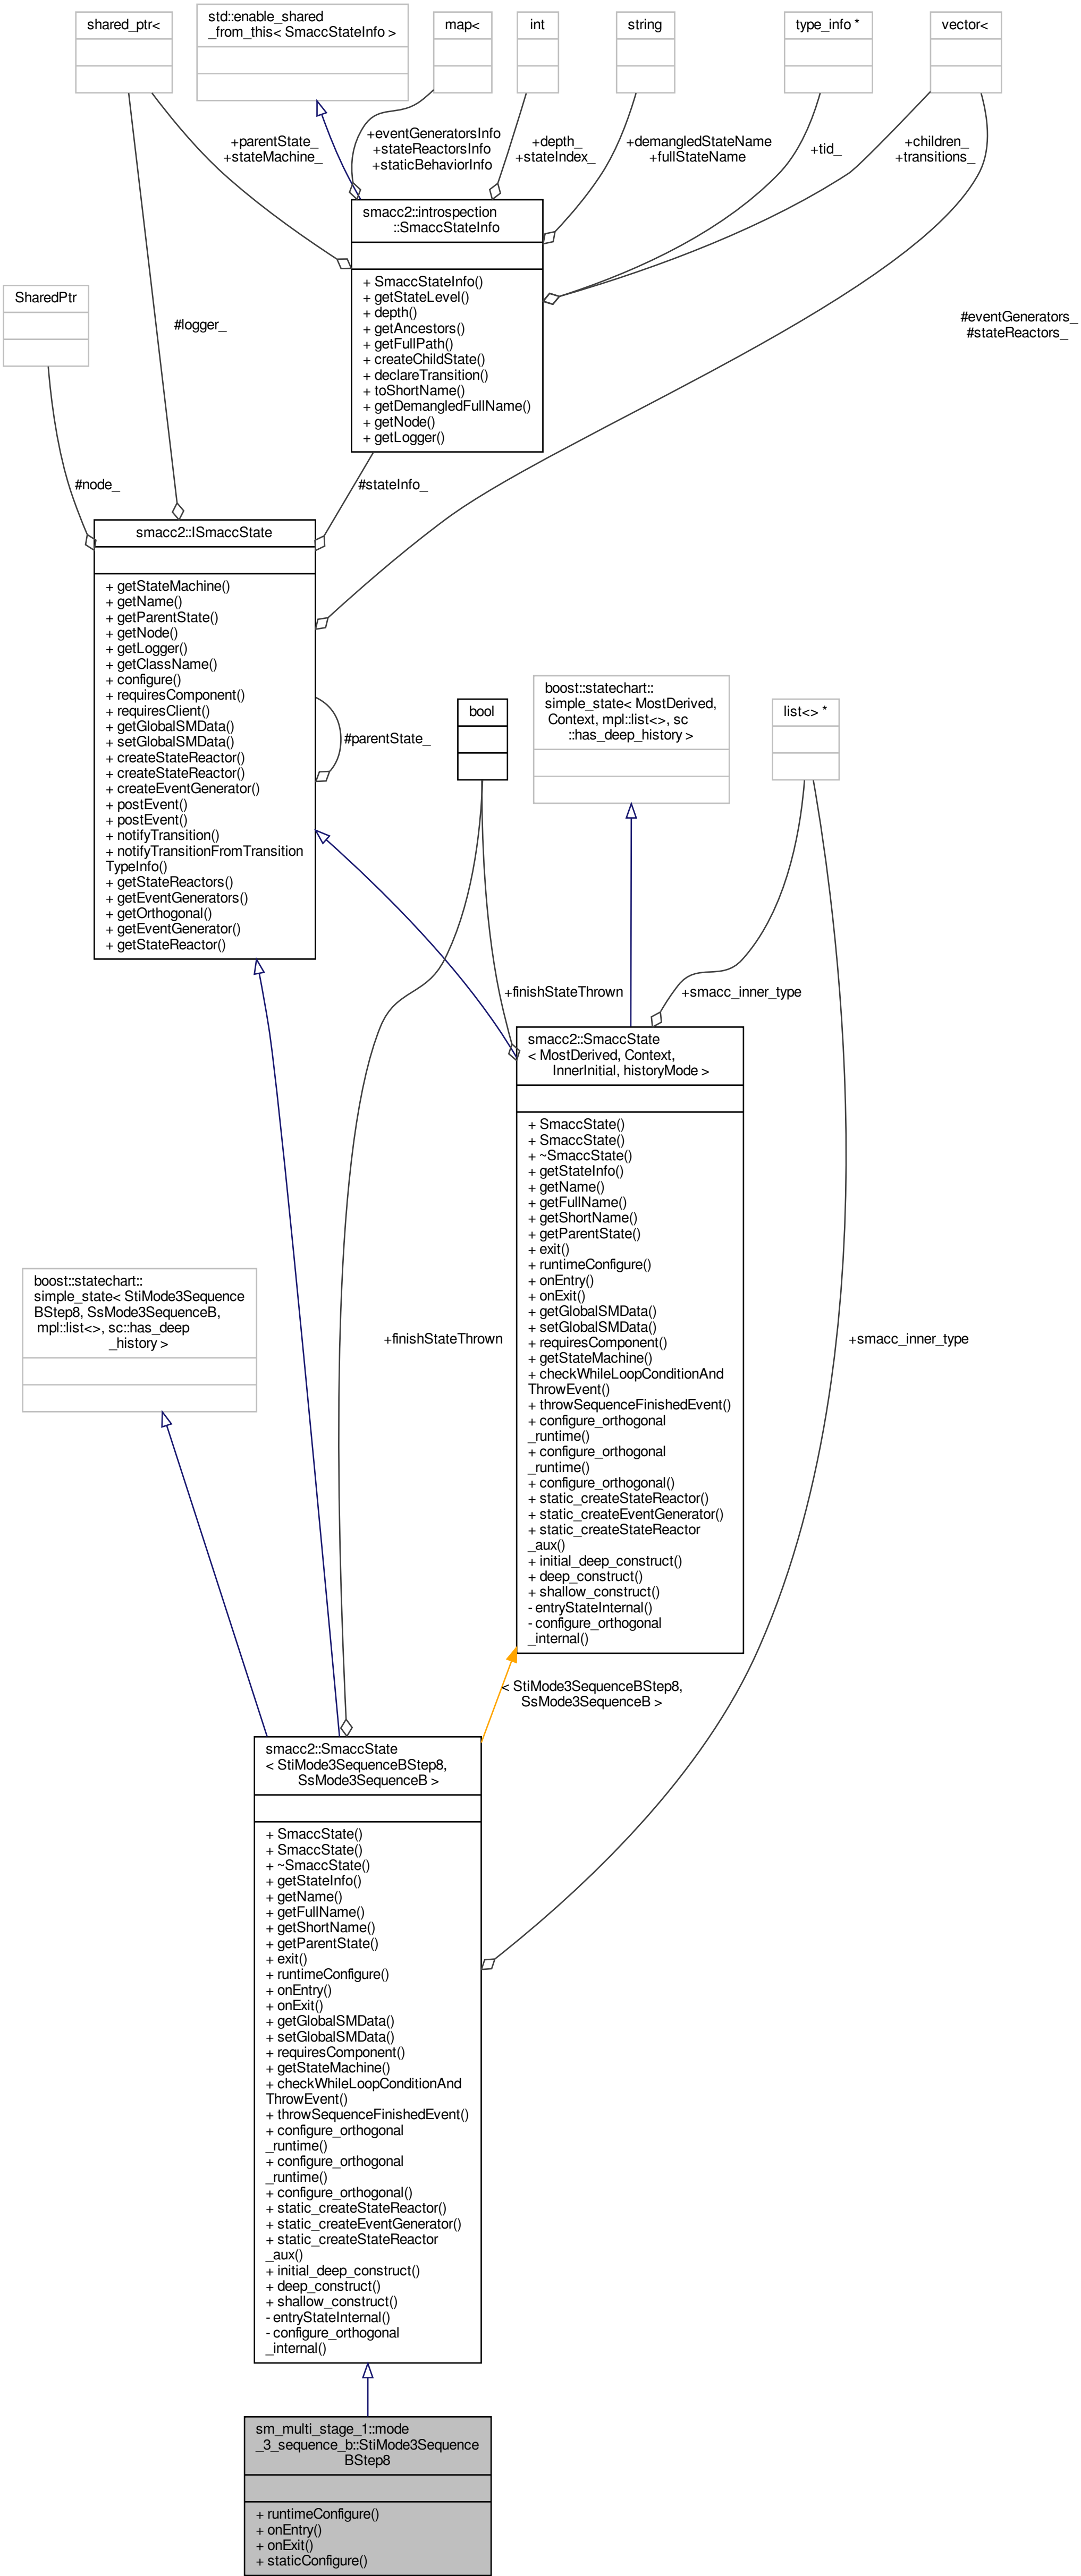 shared_ptr<
std::enable_shared
_from_this< SmaccStateInfo >
map<
int
string
type_info *
vector<
+parentState_
+stateMachine_
+eventGeneratorsInfo
+stateReactorsInfo
+staticBehaviorInfo
+depth_
+stateIndex_
+demangledStateName
+fullStateName
+tid_
+children_
+transitions_
smacc2::introspection
::SmaccStateInfo
+ SmaccStateInfo()
+ getStateLevel()
+ depth()
+ getAncestors()
+ getFullPath()
+ createChildState()
+ declareTransition()
+ toShortName()
+ getDemangledFullName()
+ getNode()
+ getLogger()
SharedPtr
#logger_
#eventGenerators_
#stateReactors_
#node_
#stateInfo_
smacc2::ISmaccState
+ getStateMachine()
+ getName()
+ getParentState()
+ getNode()
+ getLogger()
+ getClassName()
+ configure()
+ requiresComponent()
+ requiresClient()
+ getGlobalSMData()
+ setGlobalSMData()
+ createStateReactor()
+ createStateReactor()
+ createEventGenerator()
+ postEvent()
+ postEvent()
+ notifyTransition()
+ notifyTransitionFromTransition
TypeInfo()
+ getStateReactors()
+ getEventGenerators()
+ getOrthogonal()
+ getEventGenerator()
+ getStateReactor()
#parentState_
bool
boost::statechart::
simple_state< MostDerived,
Context, mpl::list<>, sc
::has_deep_history >
list<> *
+finishStateThrown
+smacc_inner_type
smacc2::SmaccState
< MostDerived, Context,
InnerInitial, historyMode >
+ SmaccState()
+ SmaccState()
+ ~SmaccState()
+ getStateInfo()
+ getName()
+ getFullName()
+ getShortName()
+ getParentState()
+ exit()
+ runtimeConfigure()
+ onEntry()
+ onExit()
+ getGlobalSMData()
+ setGlobalSMData()
+ requiresComponent()
+ getStateMachine()
+ checkWhileLoopConditionAnd
ThrowEvent()
+ throwSequenceFinishedEvent()
+ configure_orthogonal
_runtime()
+ configure_orthogonal
_runtime()
+ configure_orthogonal()
+ static_createStateReactor()
+ static_createEventGenerator()
+ static_createStateReactor
_aux()
+ initial_deep_construct()
+ deep_construct()
+ shallow_construct()
- entryStateInternal()
- configure_orthogonal
_internal()
boost::statechart::
simple_state< StiMode3Sequence
BStep8, SsMode3SequenceB,
mpl::list<>, sc::has_deep
_history >
+finishStateThrown
+smacc_inner_type
< StiMode3SequenceBStep8,
SsMode3SequenceB >
smacc2::SmaccState
< StiMode3SequenceBStep8,
SsMode3SequenceB >
+ SmaccState()
+ SmaccState()
+ ~SmaccState()
+ getStateInfo()
+ getName()
+ getFullName()
+ getShortName()
+ getParentState()
+ exit()
+ runtimeConfigure()
+ onEntry()
+ onExit()
+ getGlobalSMData()
+ setGlobalSMData()
+ requiresComponent()
+ getStateMachine()
+ checkWhileLoopConditionAnd
ThrowEvent()
+ throwSequenceFinishedEvent()
+ configure_orthogonal
_runtime()
+ configure_orthogonal
_runtime()
+ configure_orthogonal()
+ static_createStateReactor()
+ static_createEventGenerator()
+ static_createStateReactor
_aux()
+ initial_deep_construct()
+ deep_construct()
+ shallow_construct()
- entryStateInternal()
- configure_orthogonal
_internal()
sm_multi_stage_1::mode
_3_sequence_b::StiMode3Sequence
BStep8
+ runtimeConfigure()
+ onEntry()
+ onExit()
+ staticConfigure()